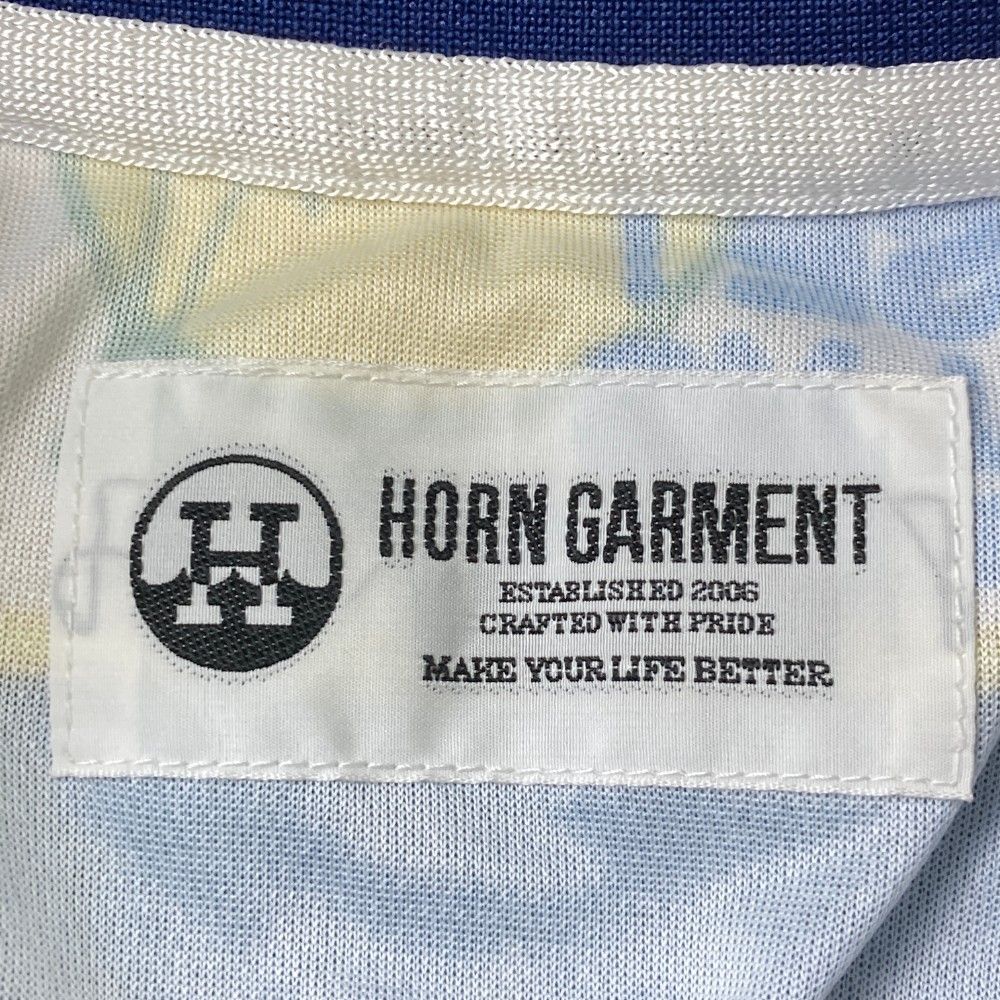 H
HORN GARMENT
ESTABLISHED 2006
CRAFTED WITH PRIDE
MAKE YOUR LIFE BETTER